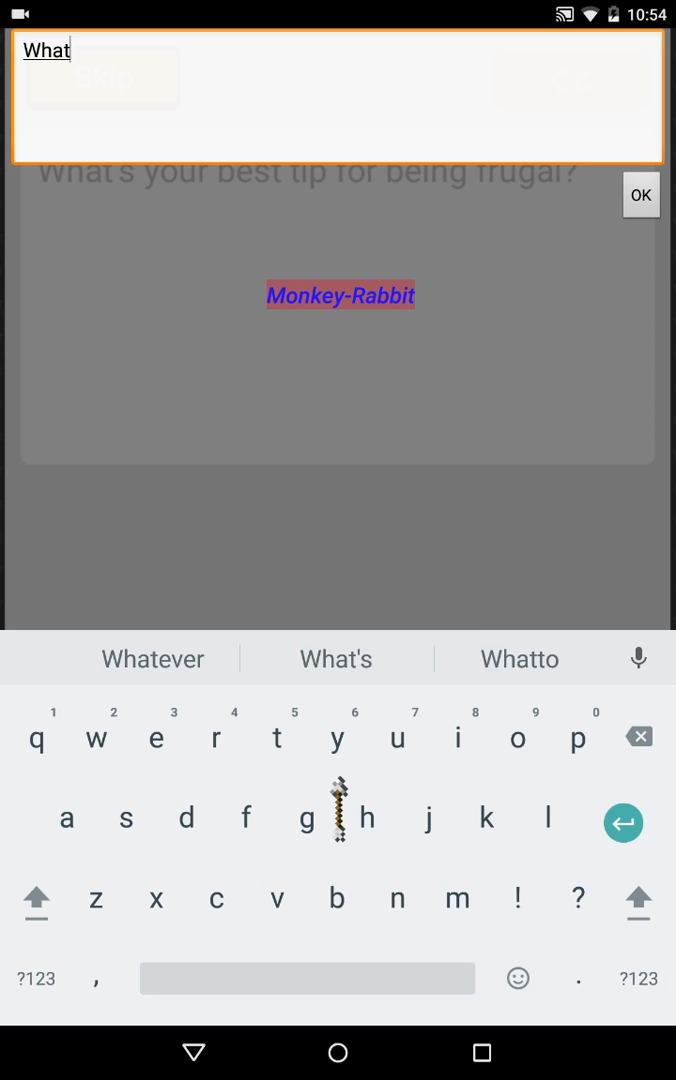 10:54
What
Skip
What's your best tip for being frugal?
OK
Monkey-Rabbit
Whatever What's Whatto
1 2 3 4 5 6 7 8 9 0
q w e r t y u i o p
a s d f g h j k l
z x c v b n m ! ?
?123 , . ?123